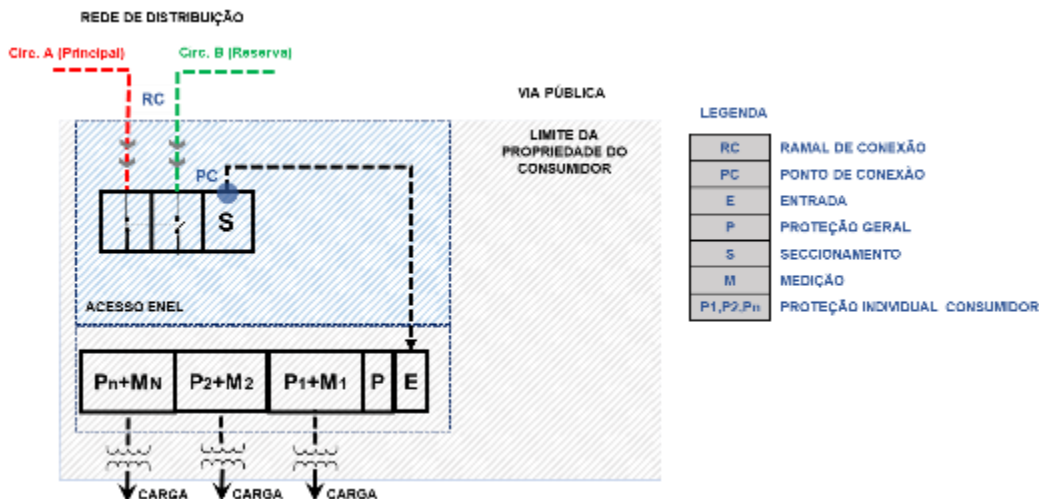 REDE DE DISTRIBUIÇÃO
Circ. A (Principal)
Circ. B (Reserva)
RC
VIA PÚBLICA
LIMITE DA
PROPRIEDADE DO
CONSUMIDOR
PC
S
ACESSO ENEL
Pn+MN
P2+M2
P1+M1
P
E
CARGA
CARGA
CARGA
LEGENDA
RC RAMAL DE CONEXÃO
PC PONTO DE CONEXÃO
E ENTRADA
P PROTEÇÃO GERAL
S SECCIONAMENTO
M MEDIÇÃO
P1,P2,Pn PROTEÇÃO INDIVIDUAL CONSUMIDOR